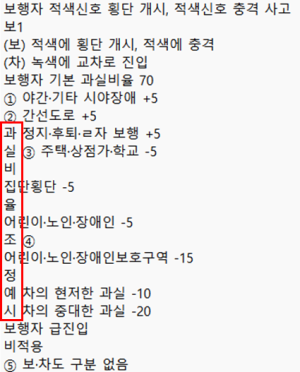 보행자 적색신호 횡단 개시, 적색신호 충격 사고
보1
(보) 적색에 횡단 개시, 적색에 충격
(차) 녹색에 교차로 진입
보행자 기본 과실비율 70
① 야간·기타 시야장애 +5
② 간선도로 +5
과 정지·후퇴·ㄹ자 보행 +5
실 ③ 주택·상점가·학교 -5
비
집단횡단 -5
율
어린이·노인·장애인 -5
조 ④
어린이·노인·장애인보호구역 -15
정
예 차의 현저한 과실 -10
시 차의 중대한 과실 -20
보행자 급진입
비적용
⑤ 보·차도 구분 없음